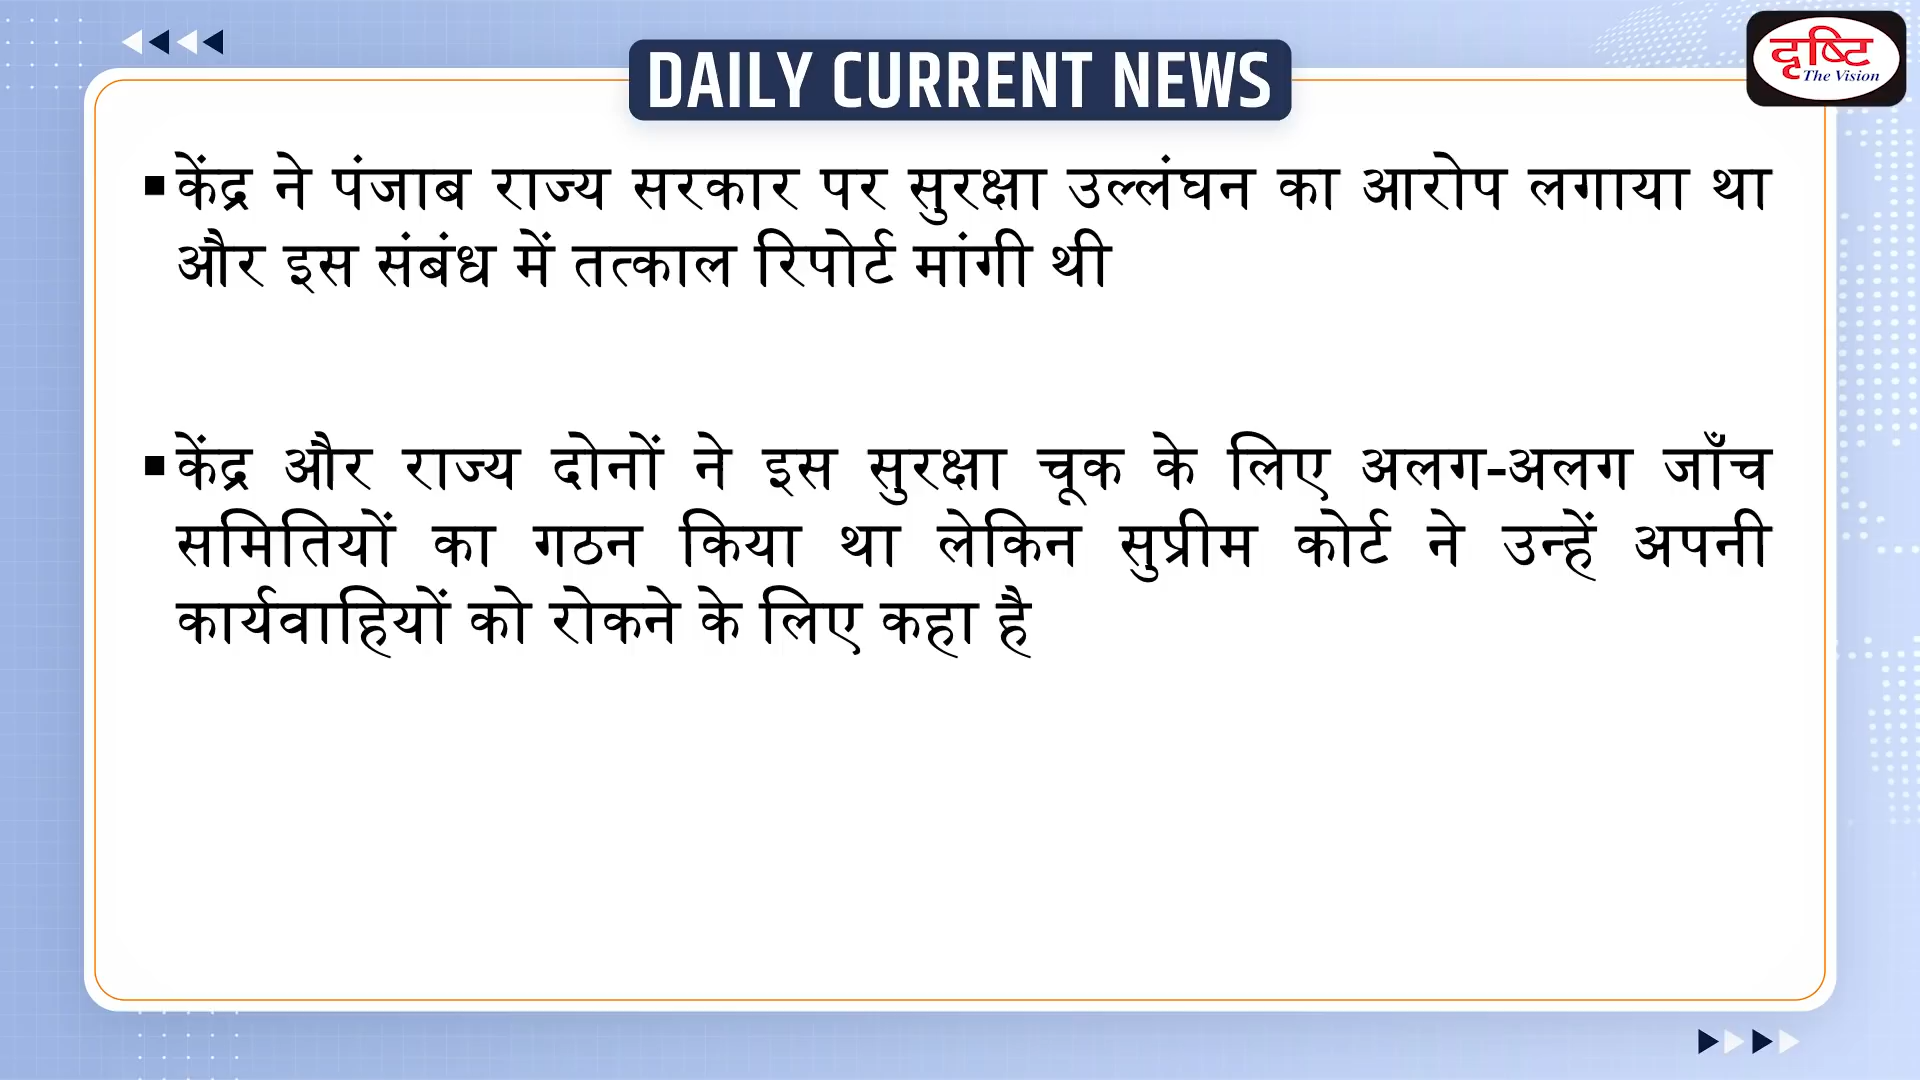 DAILY CURRENT NEWS
दृष्टि
The Vision
▪केंद्र ने पंजाब राज्य सरकार पर सुरक्षा उल्लंघन का आरोप लगाया था
और इस संबंध में तत्काल रिपोर्ट मांगी थी
▪केंद्र और राज्य दोनों ने इस सुरक्षा चूक के लिए अलग-अलग जाँच
समितियों का गठन किया था लेकिन सुप्रीम कोर्ट ने उन्हें अपनी
कार्यवाहियों को रोकने के लिए कहा है